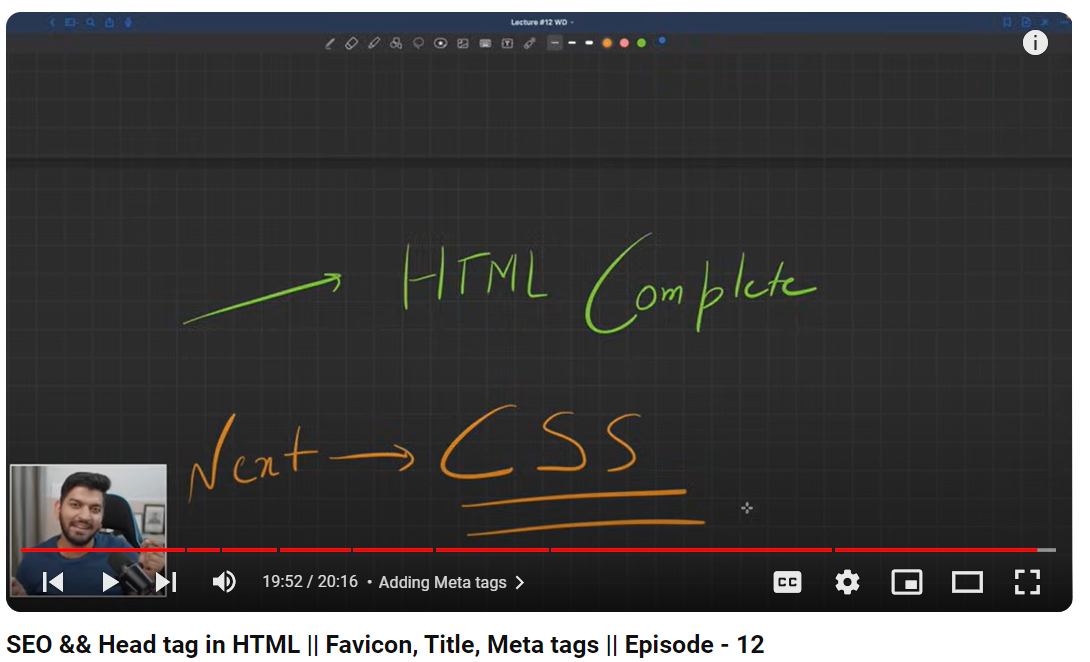 Lecture #12 WD
HTML Complete
Next → CSS
19:52 / 20:16 • Adding Meta tags >
CC
SEO && Head tag in HTML || Favicon, Title, Meta tags || Episode - 12